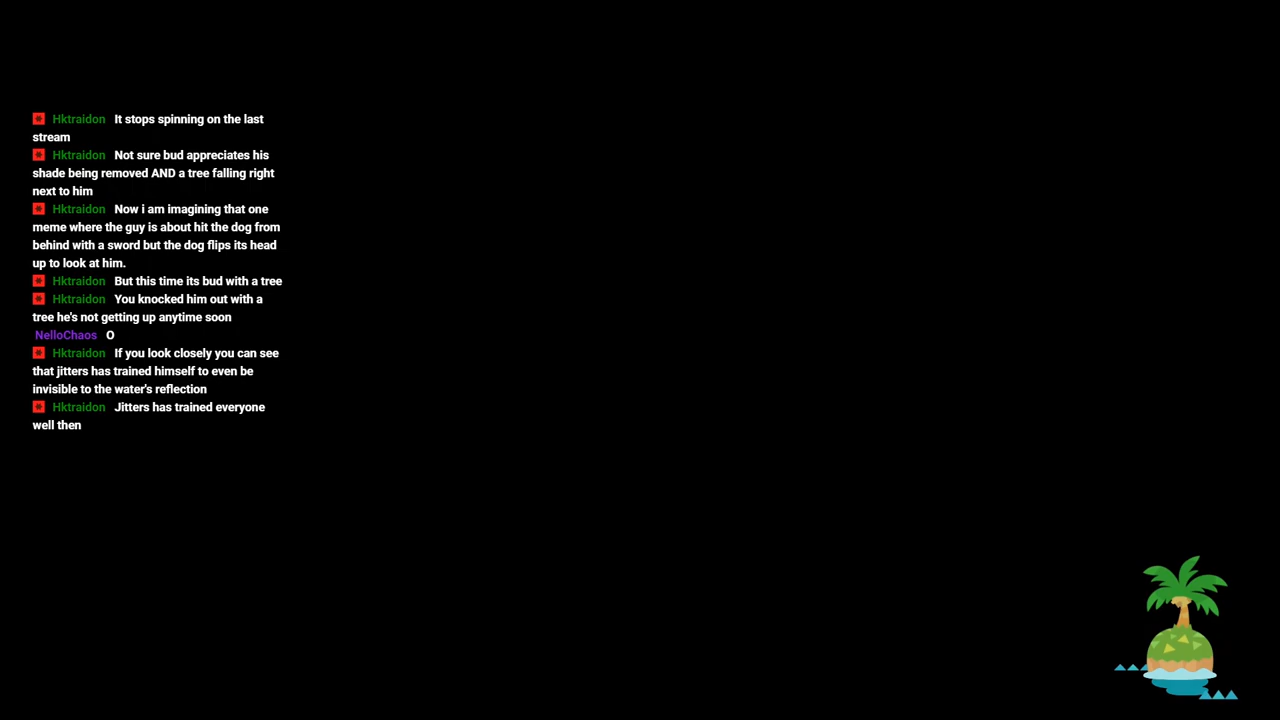 Hktraidon It stops spinning on the last
stream
Hktraidon Not sure bud appreciates his
shade being removed AND a tree falling right
next to him
Hktraidon Now i am imagining that one
meme where the guy is about hit the dog from
behind with a sword but the dog flips its head
up to look at him.
Hktraidon But this time its bud with a tree
Hktraidon You knocked him out with a
tree he's not getting up anytime soon
NelloChaos O
Hktraidon If you look closely you can see
that jitters has trained himself to even be
invisible to the water's reflection
Hktraidon Jitters has trained everyone
well then